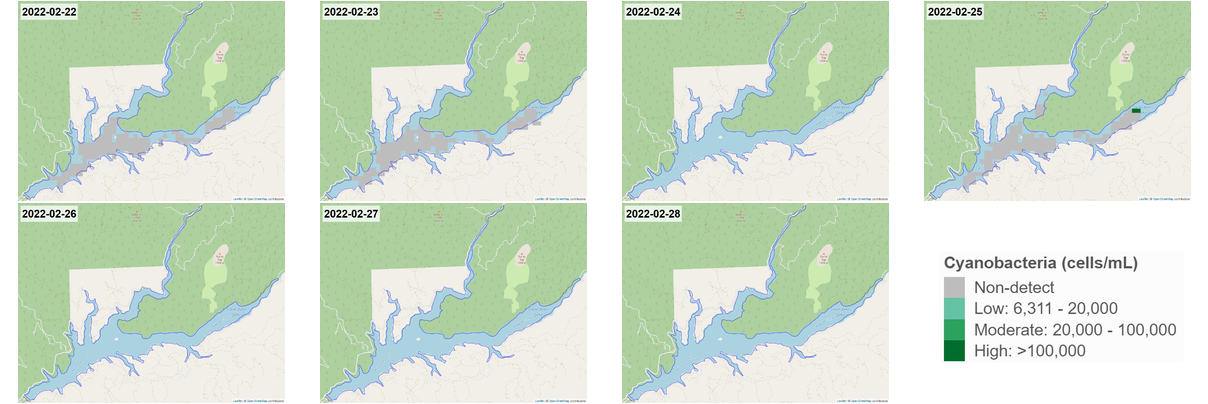 2022-02-22
2022-02-23
2022-02-24
2022-02-25
2022-02-26
2022-02-27
2022-02-28
Cyanobacteria (cells/mL)
Non-detect
Low: 6,311 - 20,000
Moderate: 20,000 - 100,000
High: >100,000